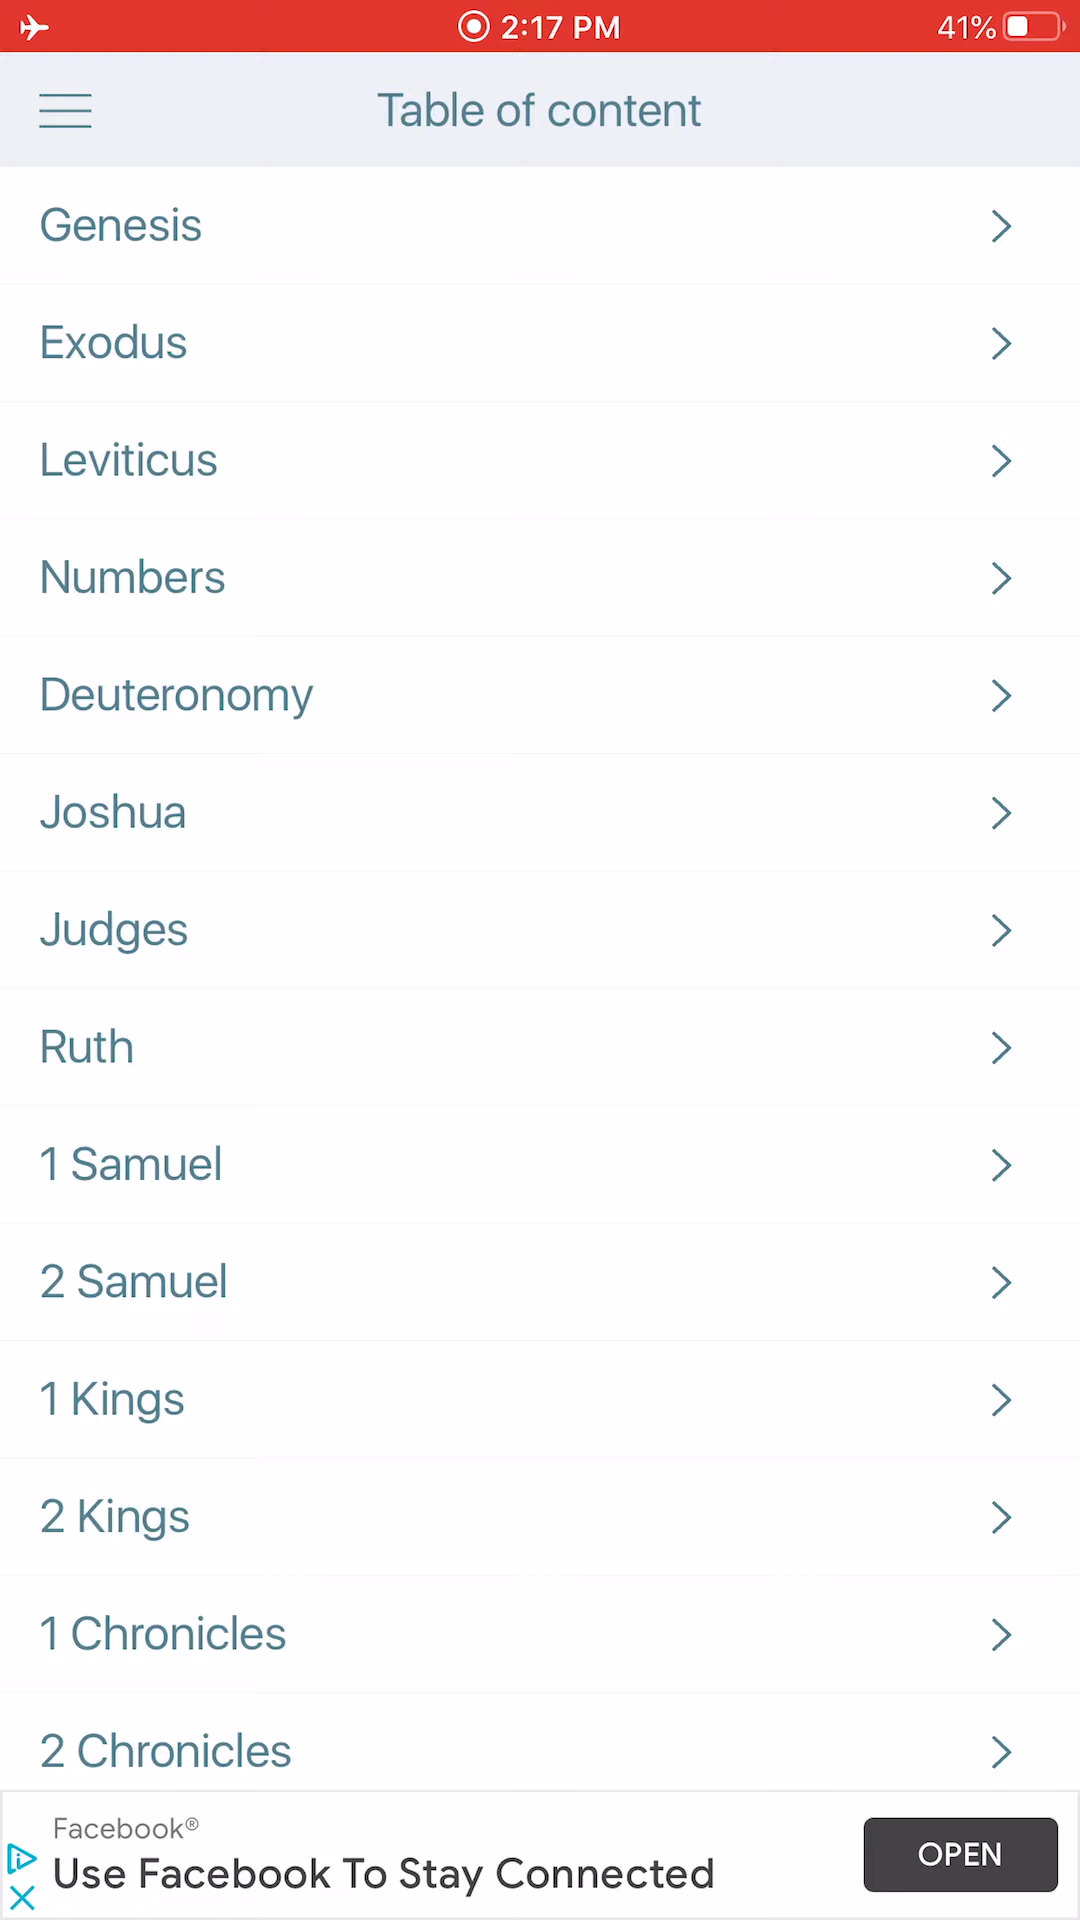 2:17 PM
41%
Table of content
Genesis
Exodus
Leviticus
Numbers
Deuteronomy
Joshua
Judges
Ruth
1 Samuel
2 Samuel
1 Kings
2 Kings
1 Chronicles
2 Chronicles
Facebook®
Use Facebook To Stay Connected
OPEN